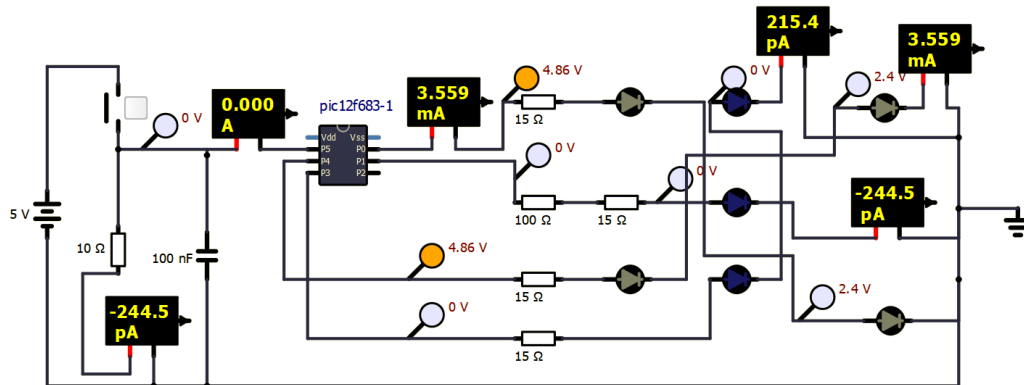 215.4
pA
3.559
mA
4.86 V
0 V
2.4 V
0.000
A
pic12f683-1
3.559
mA
0 V
15 Ω
Vdd
Vss
P5
P0
P4
P1
P3
P2
0 V
0 V
-244.5
pA
5 V
100 Ω
15 Ω
10 Ω
100 nF
4.86 V
15 Ω
2.4 V
-244.5
pA
0 V
15 Ω